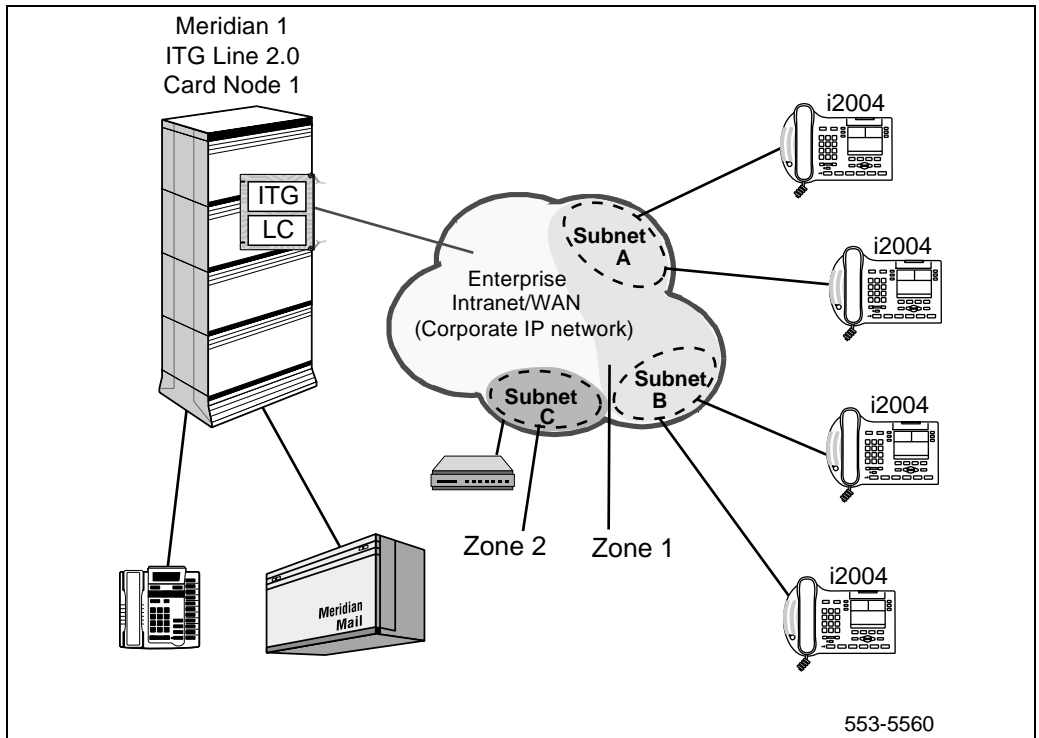 Meridian 1
ITG Line 2.0
Card Node 1
ITG
LC
Enterprise
Intranet/WAN
(Corporate IP network)
Subnet
A
Subnet
B
Subnet
C
Zone 2
Zone 1
i2004
i2004
i2004
i2004
Meridian
Mail
553-5560